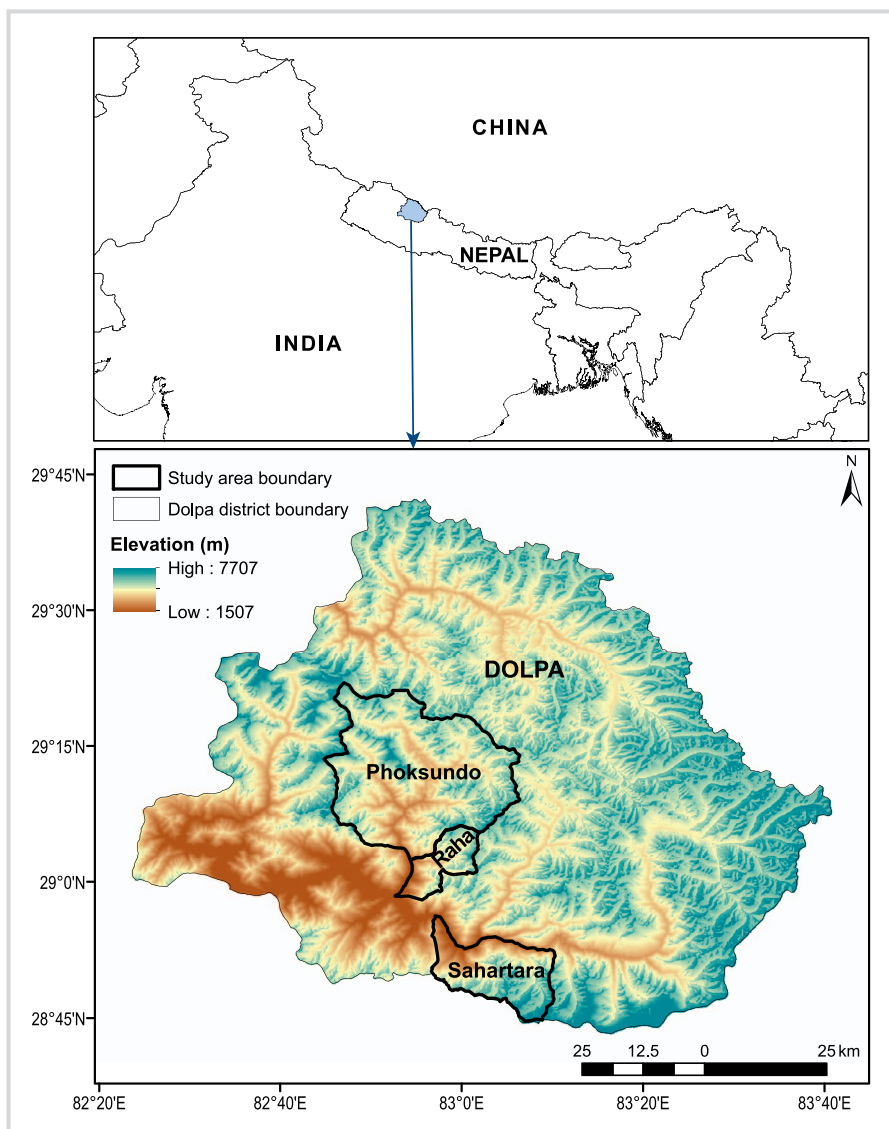 CHINA
NEPAL
INDIA
29°45'N
29°30'N
29°15'N
29°0'N
28°45'N
Study area boundary
Dolpa district boundary
Elevation (m)
High : 7707
Low : 1507
N
DOLPA
Phoksundo
Raha
Sahartara
25 12.5 0 25 km
82°20'E 82°40'E 83°0'E 83°20'E 83°40'E